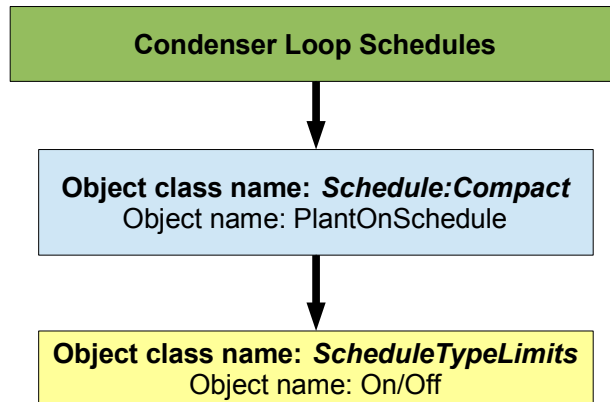 Condenser Loop Schedules
Object class name: Schedule:Compact
Object name: PlantOnSchedule
Object class name: ScheduleTypeLimits
Object name: On/Off